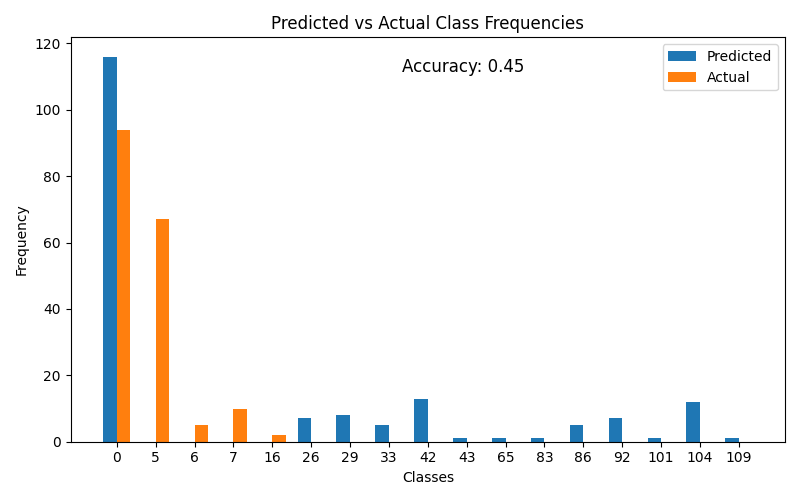 Predicted vs Actual Class Frequencies
Accuracy: 0.45
Predicted
Actual
120
100
80
60
40
20
0
Frequency
0 5 6 7 16 26 29 33 42 43 65 83 86 92 101 104 109
Classes